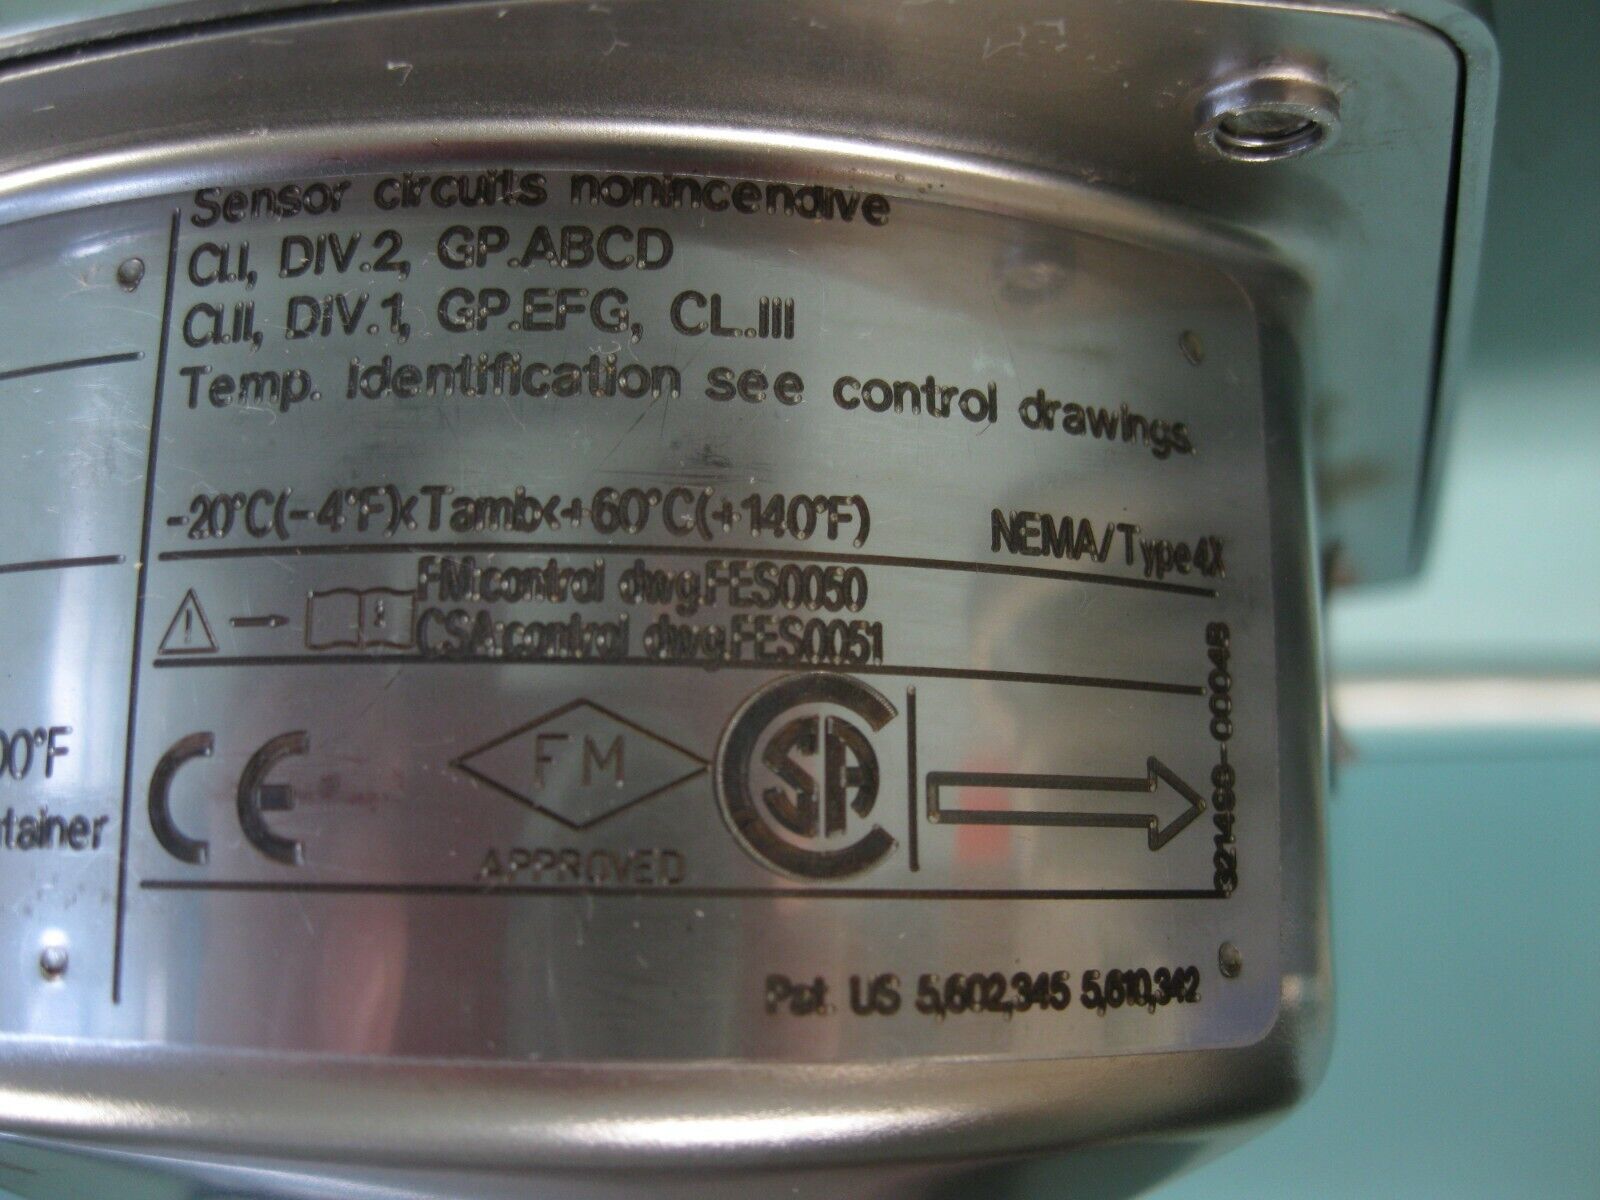 Sensor circuits nonincendive
Cl.I, DIV.2, GP.ABCD
Cl.II, DIV.1, GP.EFG, CL.III
Temp. identification see control drawings.
-20°C(-4°F)<Tamb<+60°C(+140°F) NEMA/Type4X
FM:control dwg.FES0050
CSA:control dwg.FES0051
00°F
tainer
CE
FM
APPROVED
CSA
Pat. US 5,602,345 5,610,342